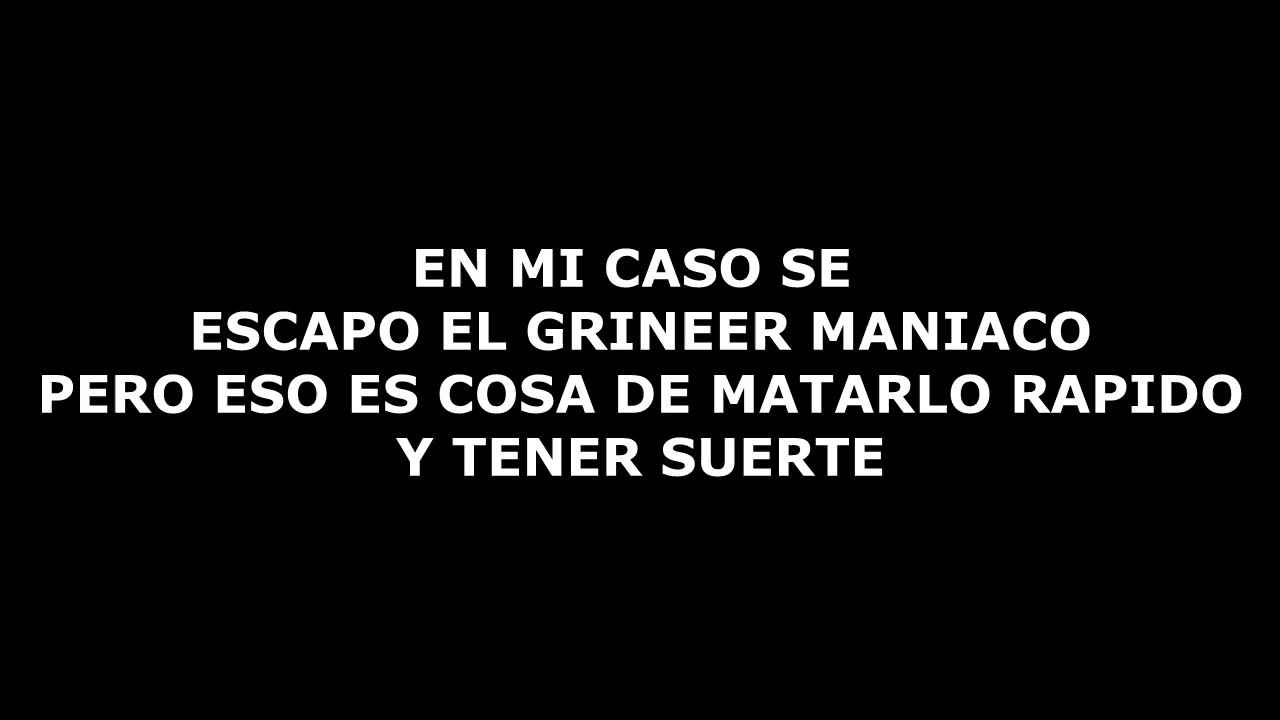 EN MI CASO SE
ESCAPO EL GRINEER MANIACO
PERO ESO ES COSA DE MATARLO RAPIDO
Y TENER SUERTE